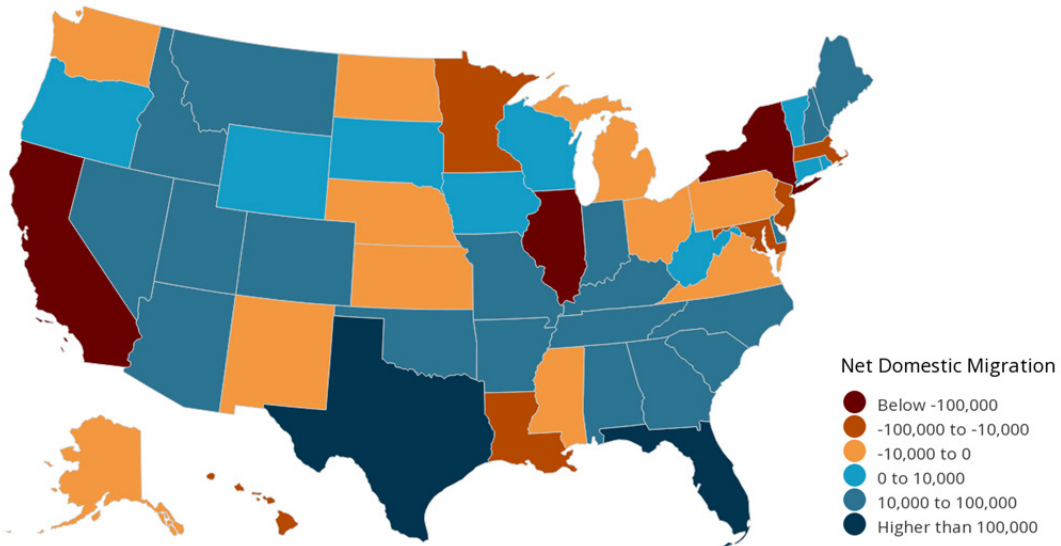 Net Domestic Migration
Below -100,000
-100,000 to -10,000
-10,000 to 0
0 to 10,000
10,000 to 100,000
Higher than 100,000